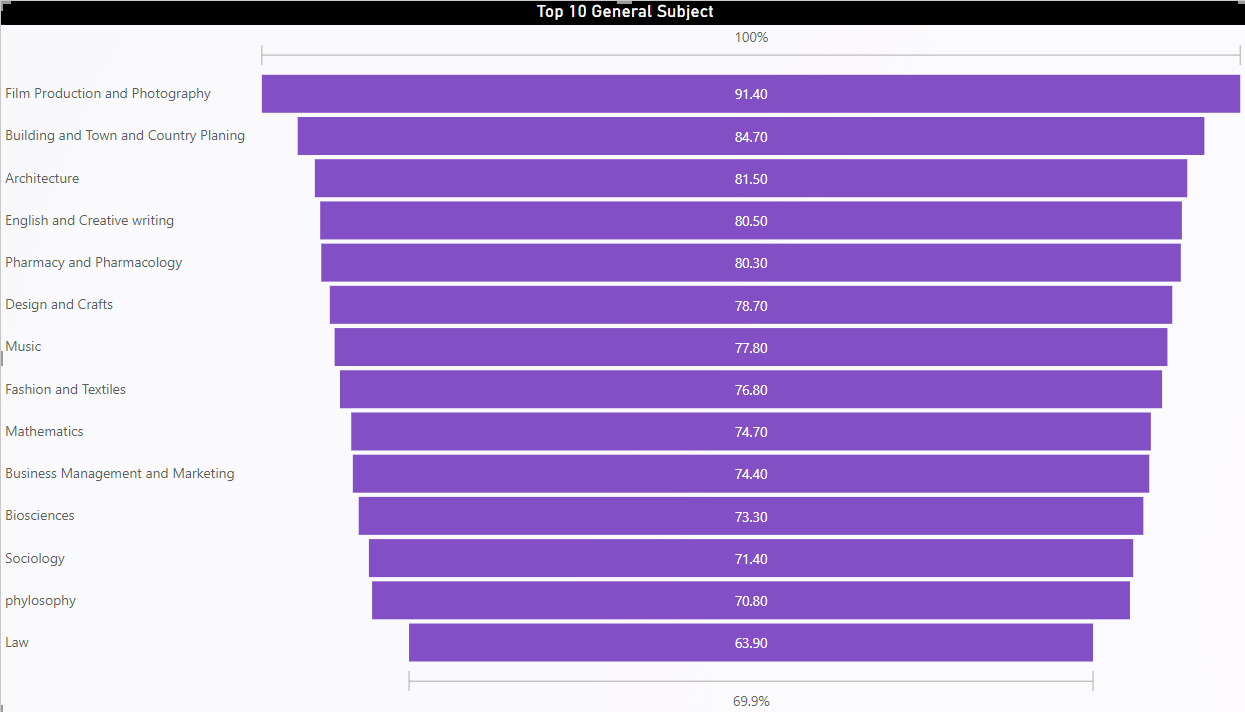 Top 10 General Subject
100%
Film Production and Photography 91.40
Building and Town and Country Planing 84.70
Architecture 81.50
English and Creative writing 80.50
Pharmacy and Pharmacology 80.30
Design and Crafts 78.70
Music 77.80
Fashion and Textiles 76.80
Mathematics 74.70
Business Management and Marketing 74.40
Biosciences 73.30
Sociology 71.40
phylosophy 70.80
Law 63.90
69.9%